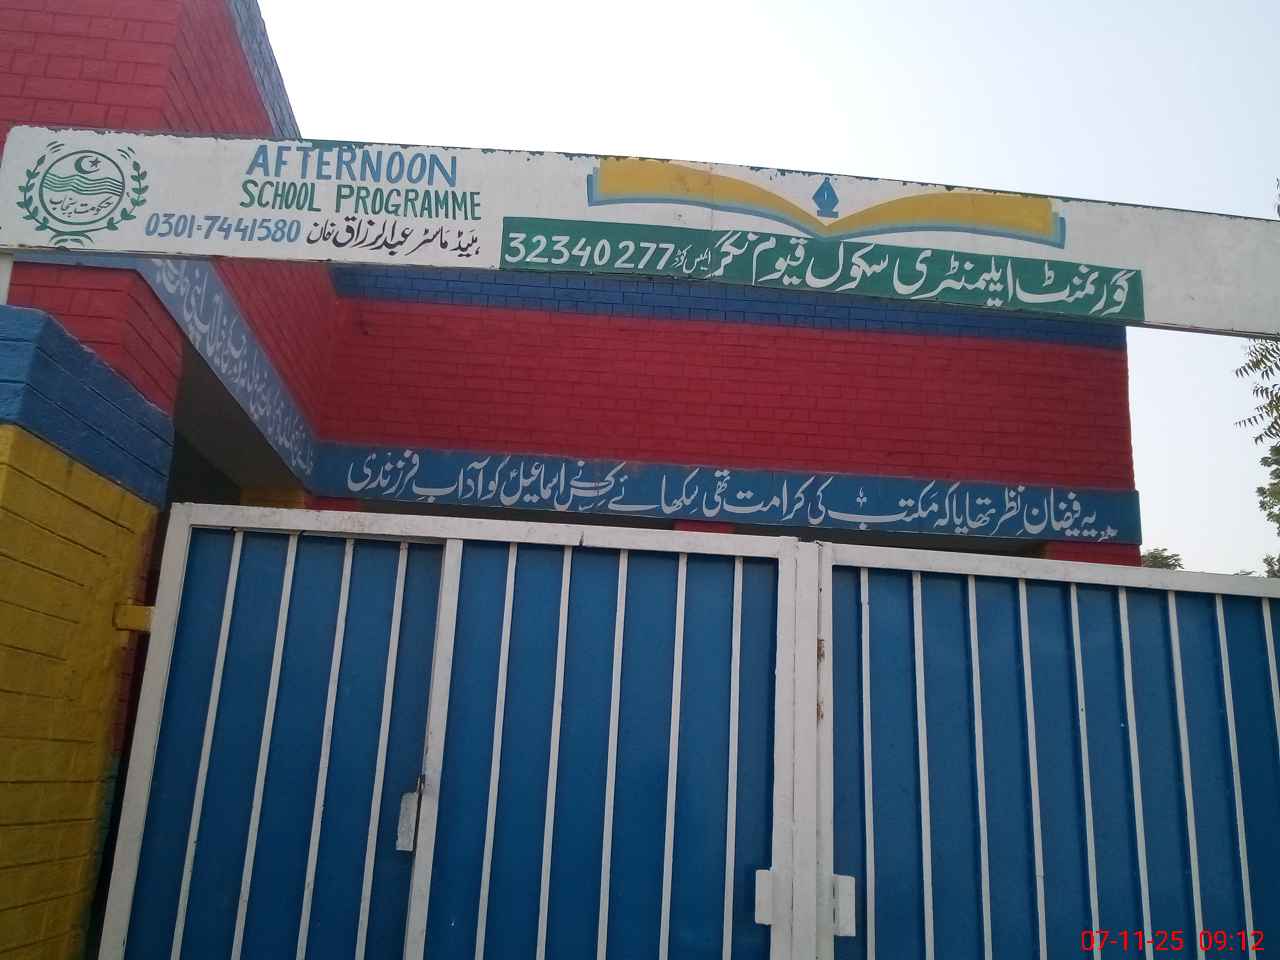 AFTERNOON
SCHOOL PROGRAMME
0301=7441580 ہیڈ ماسٹر عبدالرزاق خان
حکومت پنجاب
گورنمنٹ ایلیمنٹری سکول قیوم نگر ایمس کوڈ 32340277
یہ فیضان نظر تھا یا کہ مکتب کی کرامت تھی سکھائے کس نے اسماعیلؑ کو آداب فرزندی
07-11-25 09:12